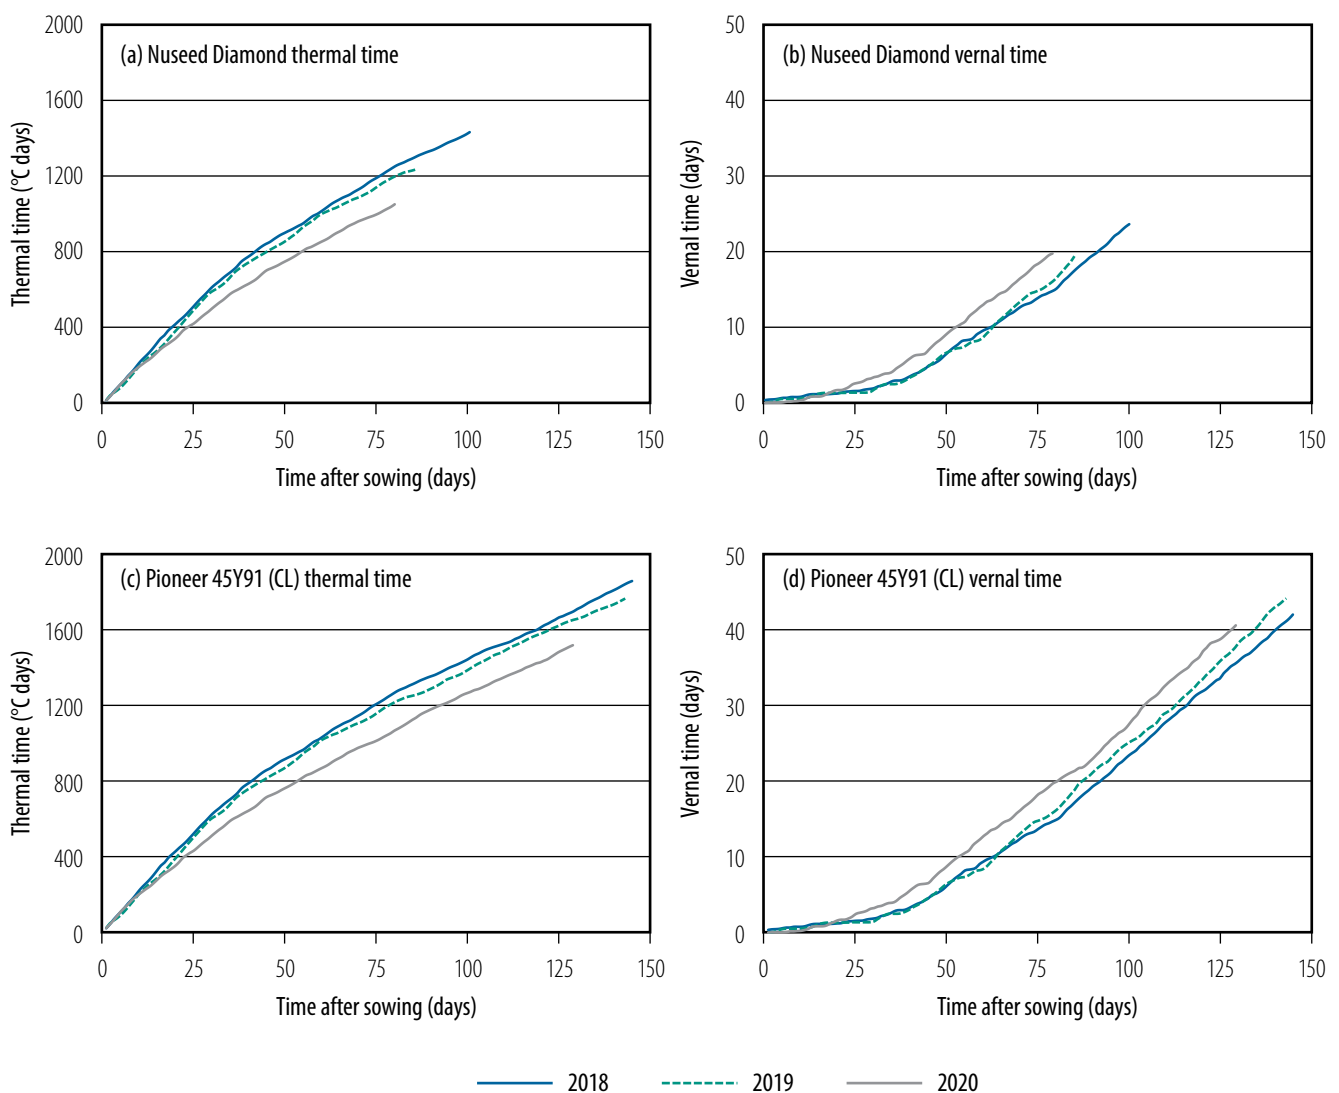 (a) Nuseed Diamond thermal time
Thermal time (°C days)
2000
1600
1200
800
400
0
0 25 50 75 100 125 150
Time after sowing (days)
(b) Nuseed Diamond vernal time
Vernal time (days)
50
40
30
20
10
0
0 25 50 75 100 125 150
Time after sowing (days)
(c) Pioneer 45Y91 (CL) thermal time
Thermal time (°C days)
2000
1600
1200
800
400
0
0 25 50 75 100 125 150
Time after sowing (days)
(d) Pioneer 45Y91 (CL) vernal time
Vernal time (days)
50
40
30
20
10
0
0 25 50 75 100 125 150
Time after sowing (days)
2018 2019 2020